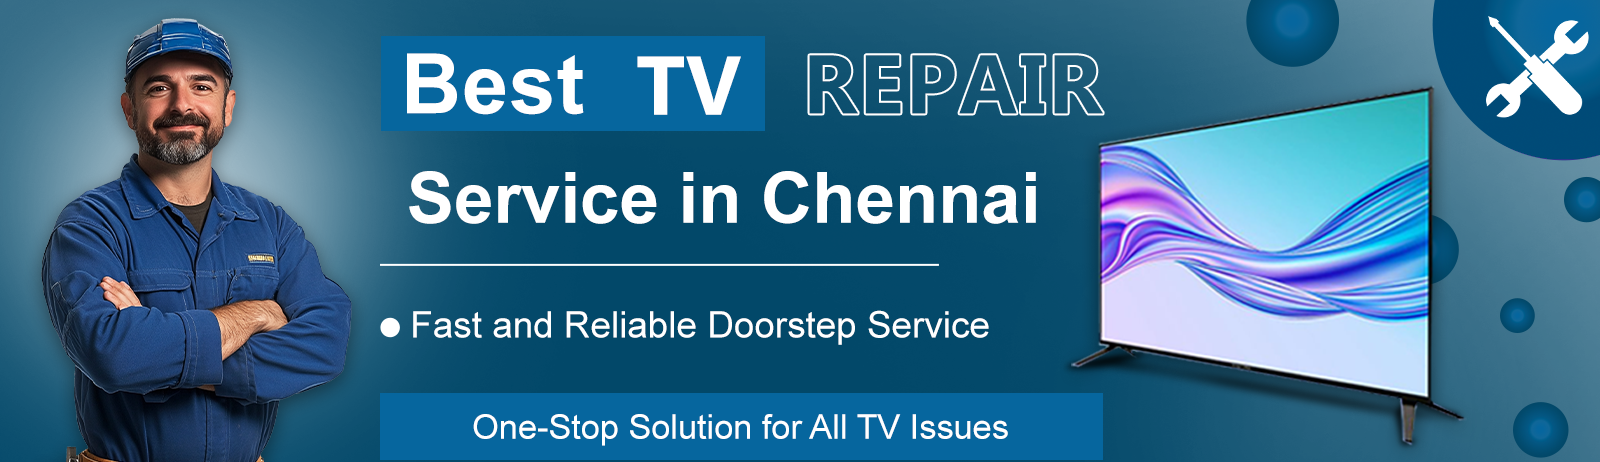 Best TV REPAIR
Service in Chennai
Fast and Reliable Doorstep Service
One-Stop Solution for All TV Issues